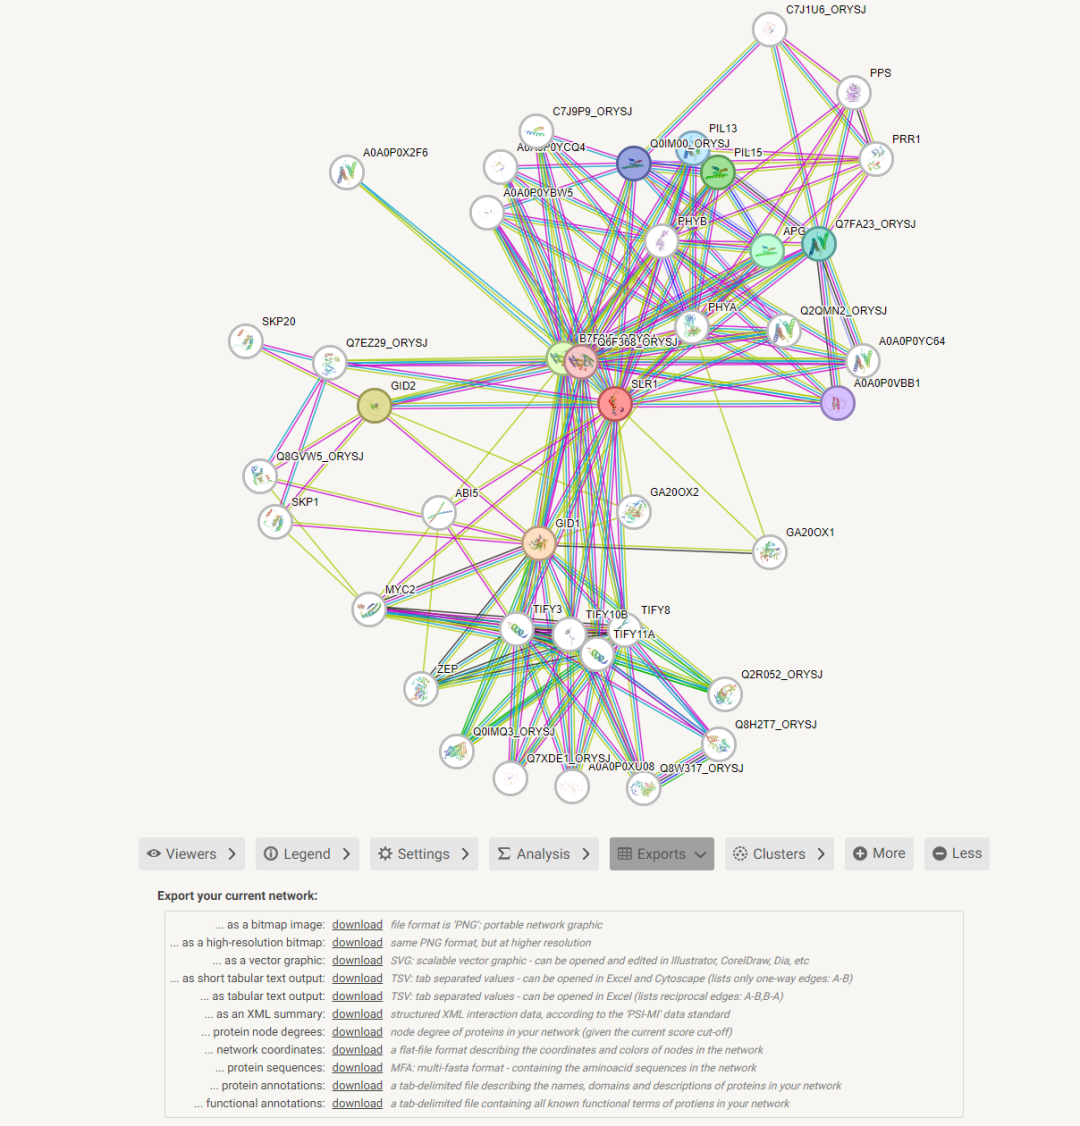 C7J1U6_ORYSJ
PPS
C7J9P9_ORYSJ
PIL13
PRR1
Q0IM00_ORYSJ
A0A0P0YCQ4
PIL15
A0A0P0X2F6
A0A0P0YBW5
PHYB
Q7FA23_ORYSJ
APG
PHYA
Q2QMN2_ORYSJ
SKP20
Q7EZ29_ORYSJ
Q6F368_ORYSJ
A0A0P0YC64
GID2
SLR1
A0A0P0VBB1
Q8GVW5_ORYSJ
ABI5
GA20OX2
SKP1
GID1
GA20OX1
MYC2
TIFY3
TIFY10B
TIFY8
TIFY11A
ZEP
Q2R052_ORYSJ
Q0IMQ3_ORYSJ
Q8H2T7_ORYSJ
Q7XDE1_ORYSJ
A0A0P0XU08
Q8W317_ORYSJ
Viewers Legend Settings Analysis Exports Clusters More Less
Export your current network:
... as a bitmap image: download file format is 'PNG': portable network graphic
... as a high-resolution bitmap: download same PNG format, but at higher resolution
... as a vector graphic: download SVG: scalable vector graphic - can be opened and edited in Illustrator, CorelDraw, Dia, etc
... as short tabular text output: download TSV: tab separated values - can be opened in Excel and Cytoscape (lists only one-way edges: A-B)
... as tabular text output: download TSV: tab separated values - can be opened in Excel (lists reciprocal edges: A-B,B-A)
... as an XML summary: download structured XML interaction data, according to the 'PSI-MI' data standard
... protein node degrees: download node degree of proteins in your network (given the current score cut-off)
... network coordinates: download a flat-file format describing the coordinates and colors of nodes in the network
... protein sequences: download MFA: multi-fasta format - containing the aminoacid sequences in the network
... protein annotations: download a tab-delimited file describing the names, domains and descriptions of proteins in your network
... functional annotations: download a tab-delimited file containing all known functional terms of protiens in your network